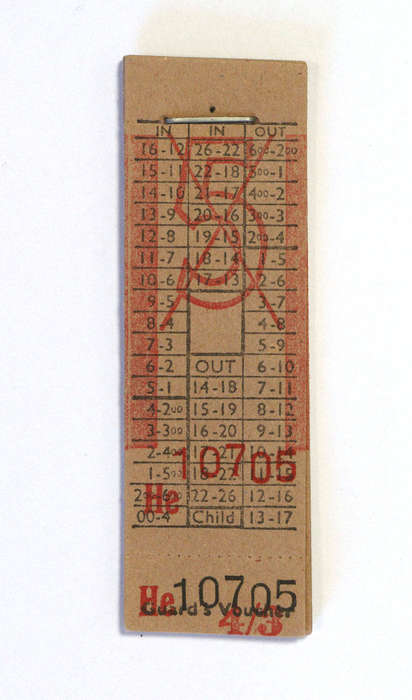 IN IN OUT
16-12 26-22 600-200
15-11 22-18 500-1
14-10 21-17 400-2
13-9 20-16 300-3
12-8 19-15 200-4
11-7 18-14 1-5
10-6 17-13 2-6
9-5 3-7
8-4 4-8
7-3 5-9
6-2 OUT 6-10
5-1 14-18 7-11
4-200 15-19 8-12
3-300 16-20 9-13
2-400 17-21
1-500 18-22
22-26 12-16
00-4 Child 13-17
5
10705
He
He 10705
Guard's Voucher
4/3